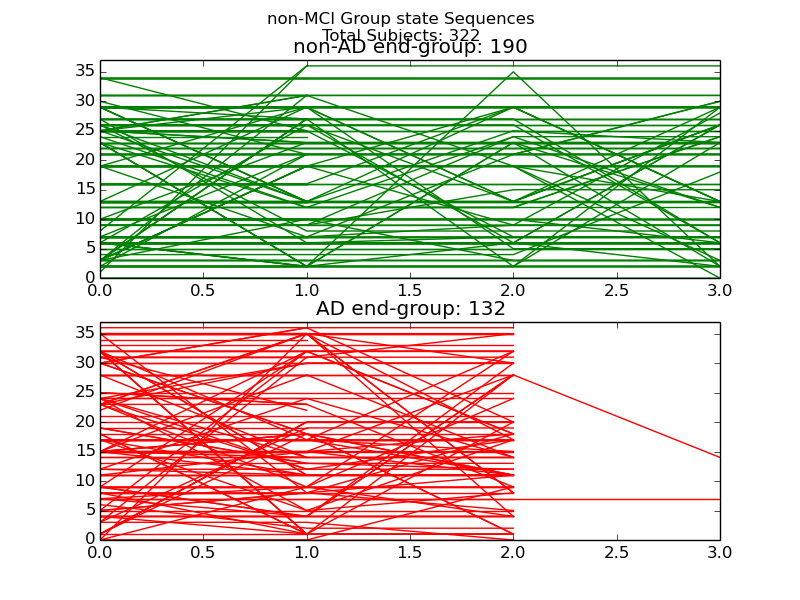 non-MCI Group state Sequences
Total Subjects: 322
non-AD end-group: 190
35
30
25
20
15
10
5
0
0.0 0.5 1.0 1.5 2.0 2.5 3.0
AD end-group: 132
35
30
25
20
15
10
5
0
0.0 0.5 1.0 1.5 2.0 2.5 3.0